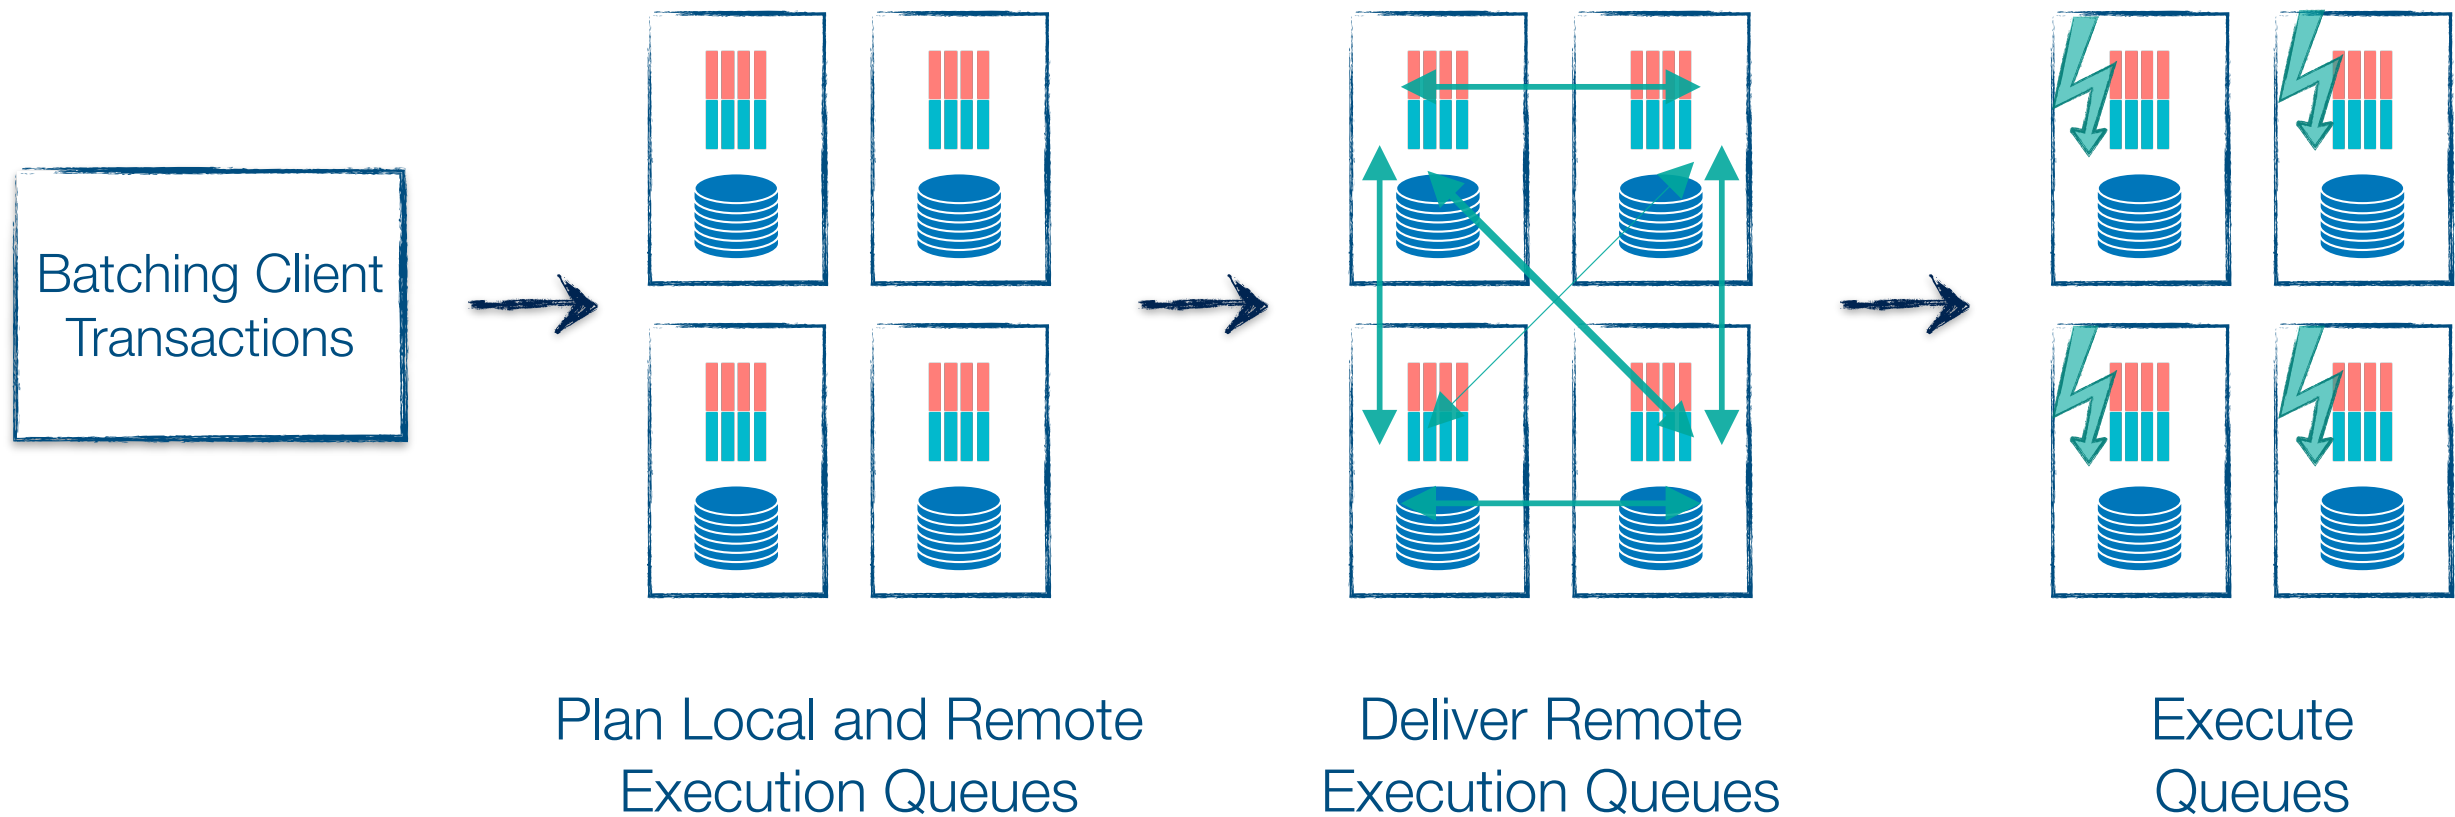 Batching Client
Transactions
Plan Local and Remote
Execution Queues
Deliver Remote
Execution Queues
Execute
Queues